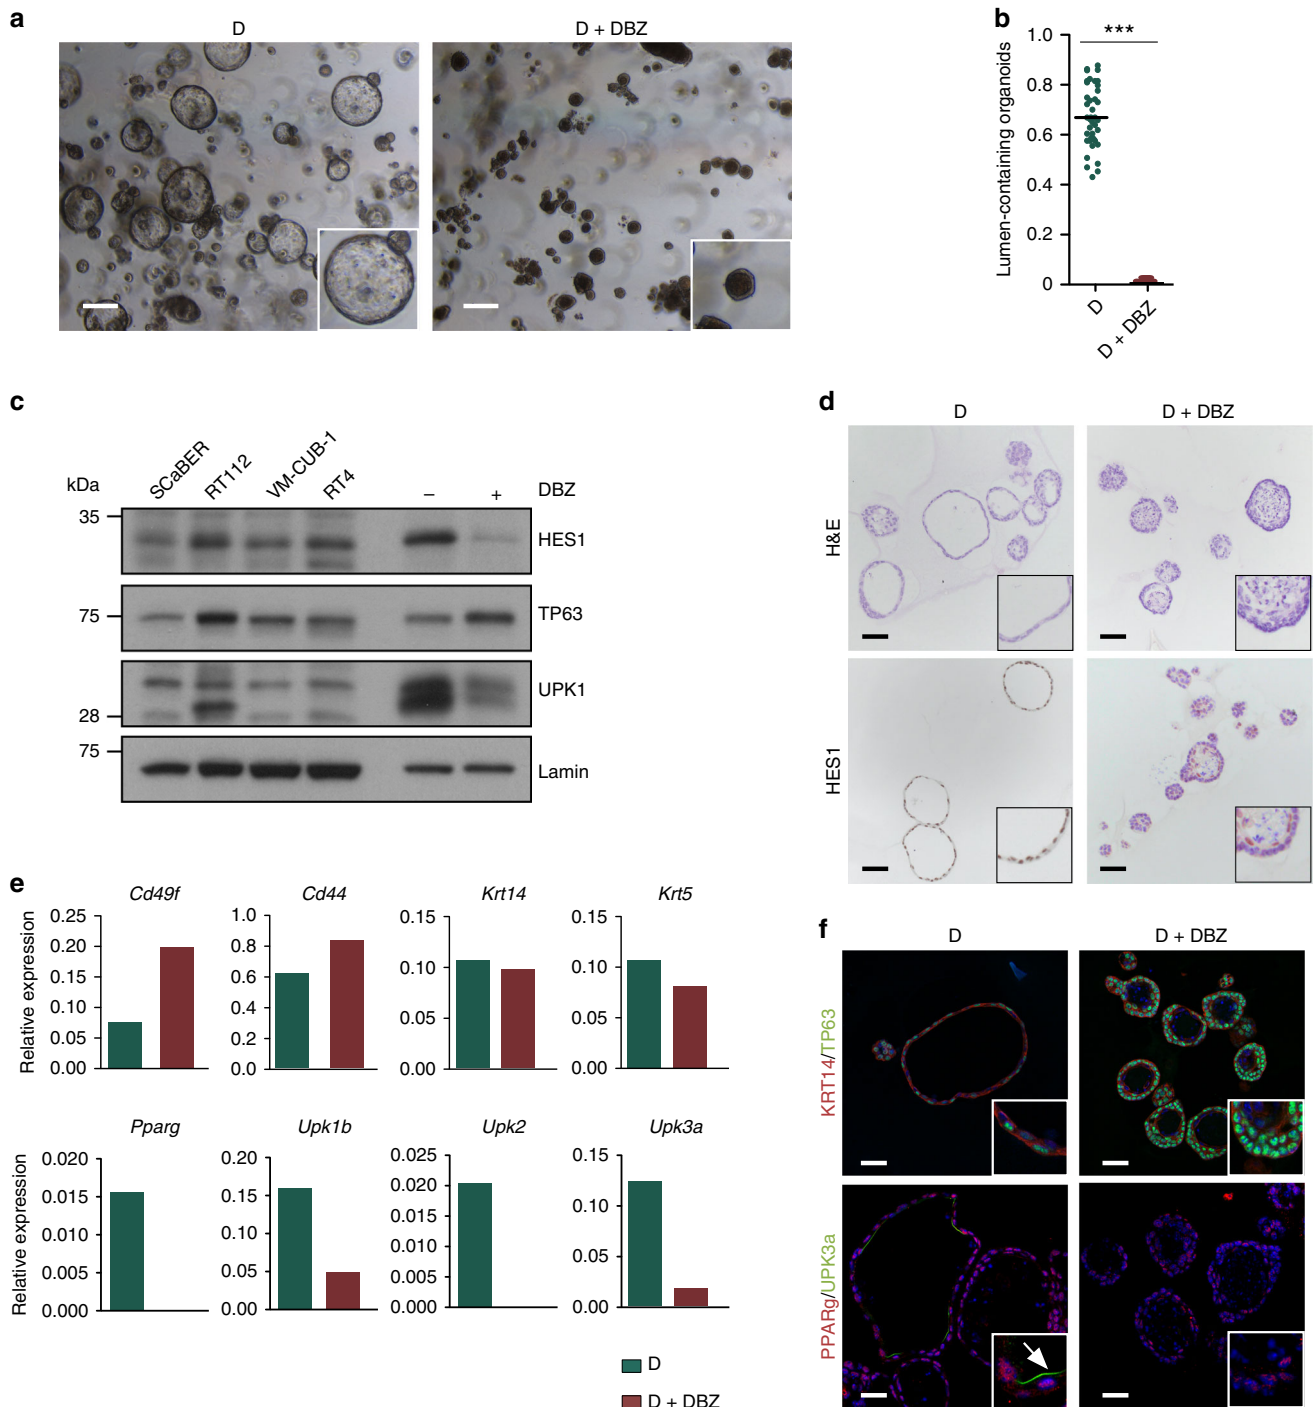 a
D
D + DBZ
b
1.0
0.8
0.6
0.4
0.2
0
Lumen-containing organoids
***
D
D + DBZ
c
kDa
SCaBER
RT112
VM-CUB-1
RT4
–
+
DBZ
35
HES1
75
TP63
UPK1
28
75
Lamin
d
D
D + DBZ
H&E
HES1
e
Cd49f
Cd44
Krt14
Krt5
Relative expression
0.25
0.20
0.15
0.10
0.05
0.00
1.0
0.8
0.6
0.4
0.2
0.0
0.15
0.10
0.05
0.00
0.15
0.10
0.05
0.00
Pparg
Upk1b
Upk2
Upk3a
Relative expression
0.020
0.015
0.010
0.005
0.000
0.20
0.15
0.10
0.05
0.00
0.025
0.020
0.015
0.010
0.005
0.000
0.15
0.10
0.05
0.00
D
D + DBZ
f
D
D + DBZ
KRT14/TP63
PPARg/UPK3a